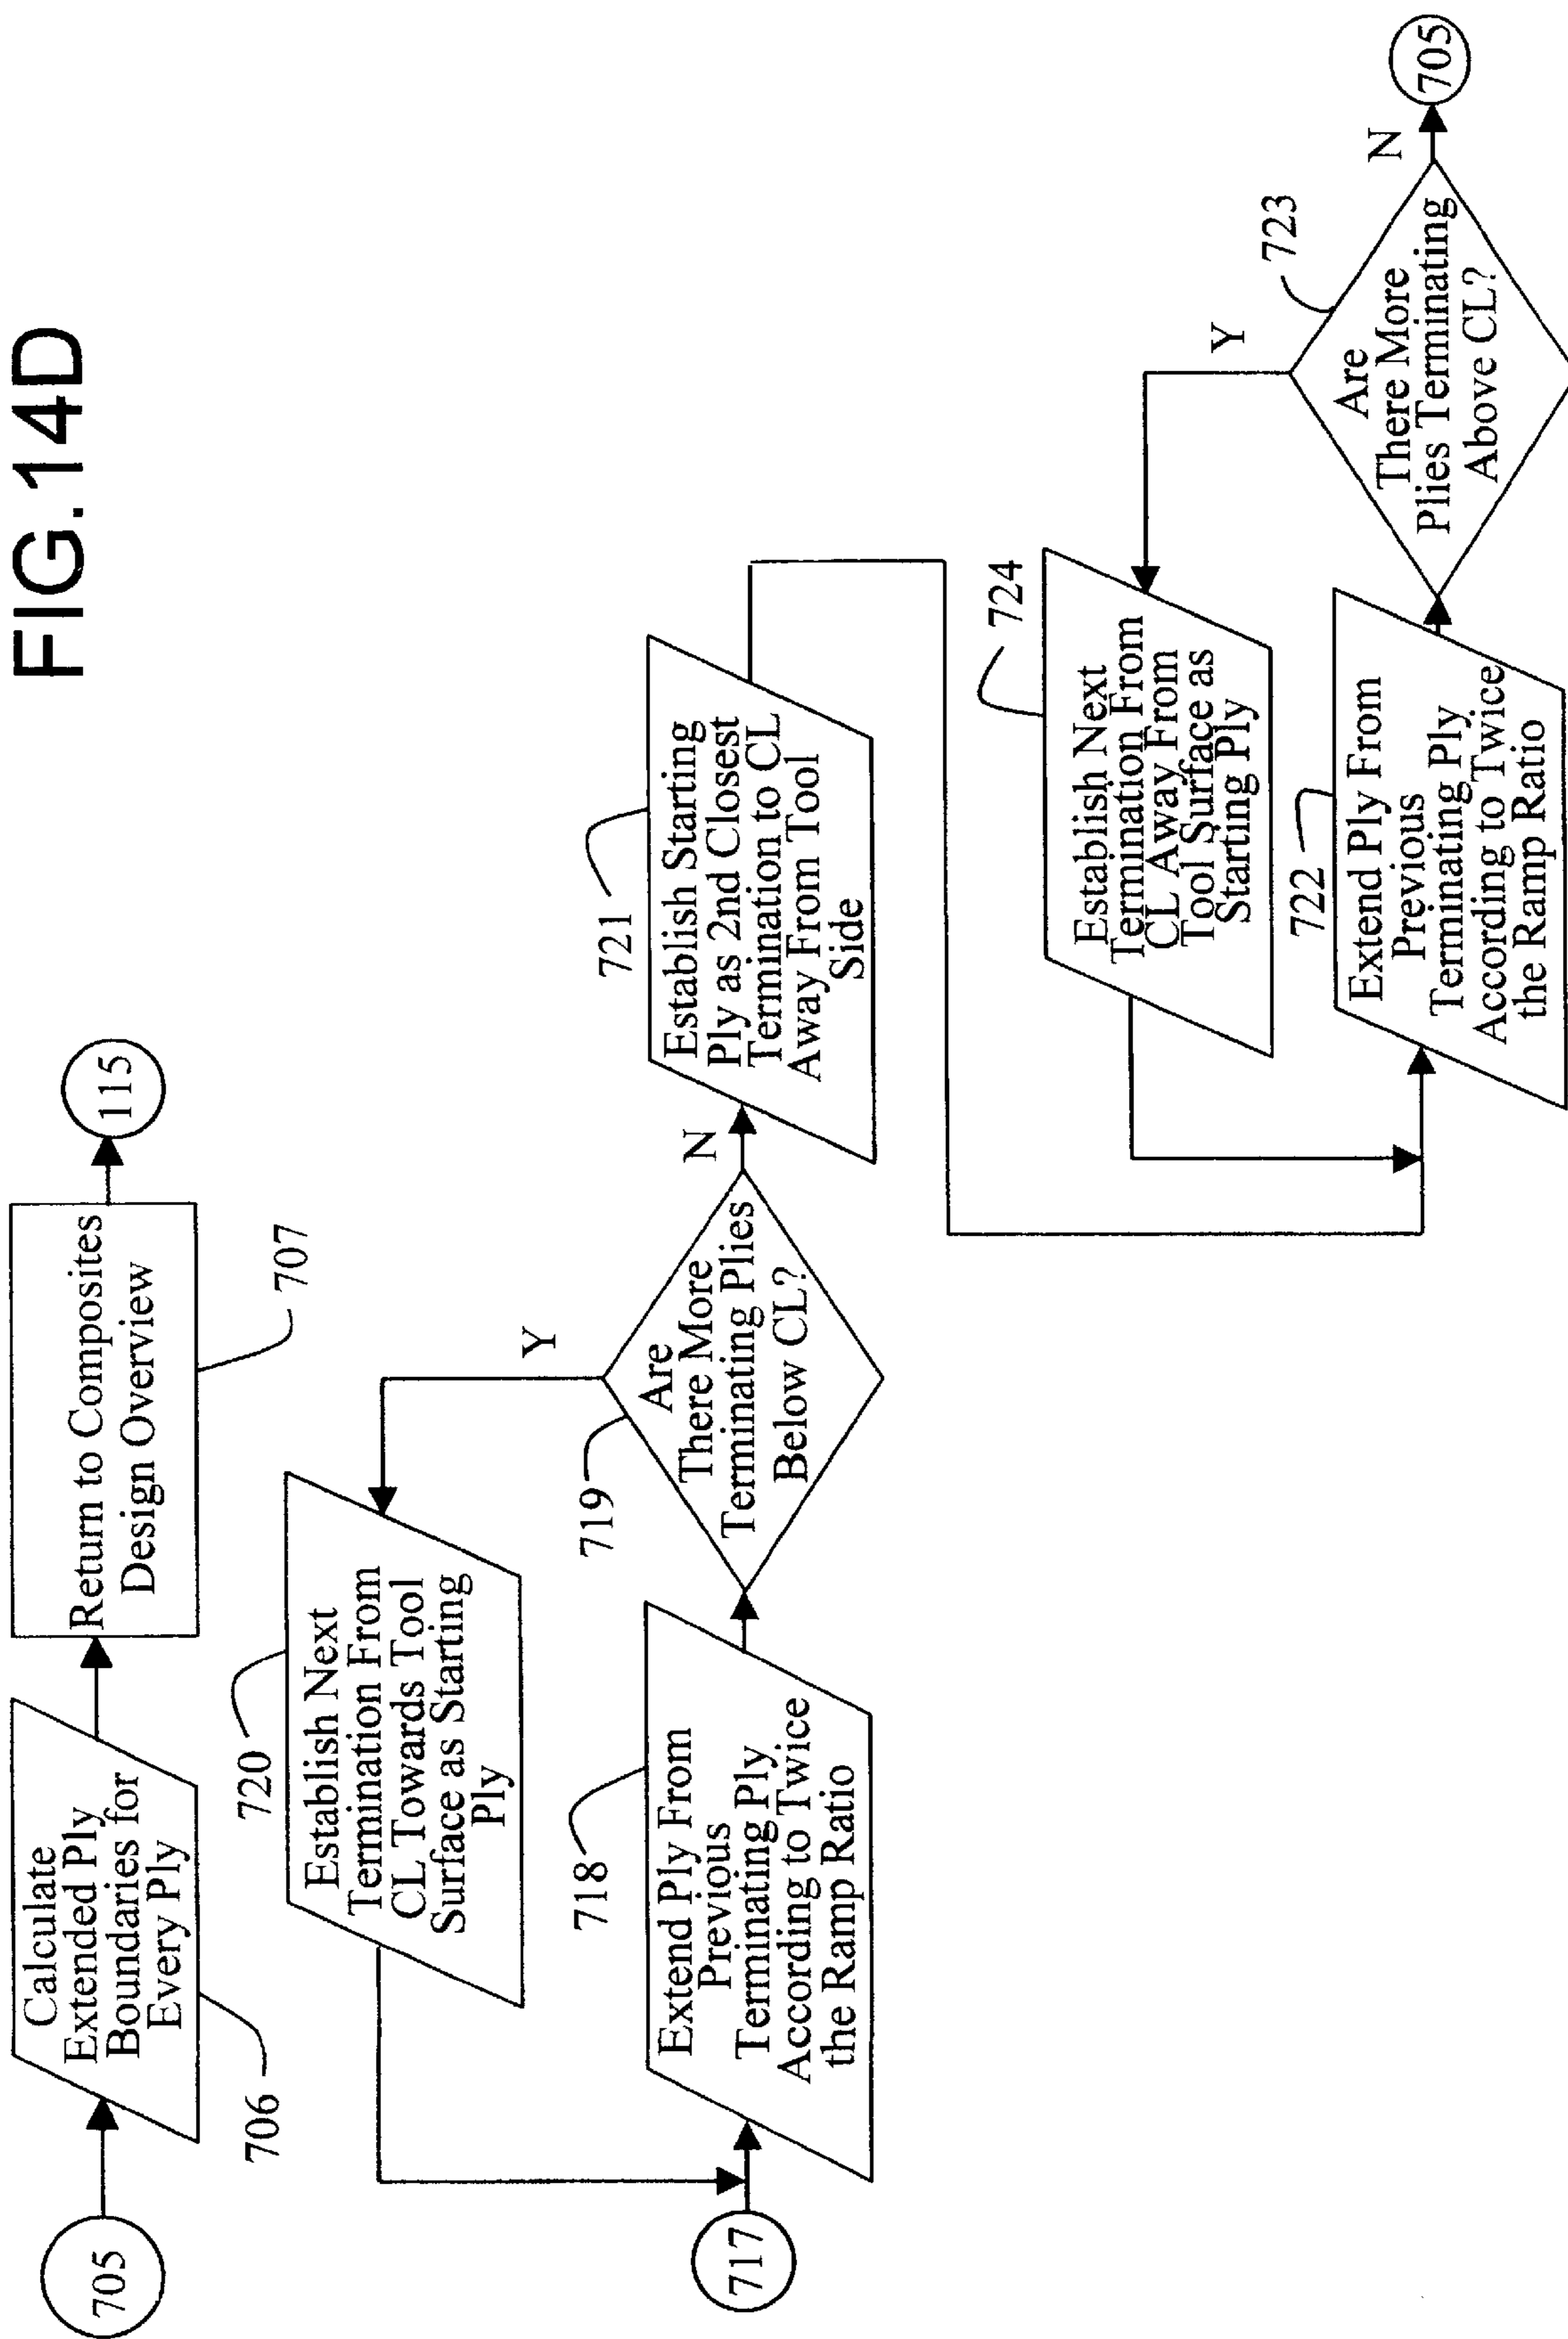 FIG.14D
705
Calculate
Extended Ply
Boundaries for
Every Ply
706
Return to Composites
Design Overview
707
115
720
Establish Next
Termination From
CL Towards Tool
Surface as Starting
Ply
717
718
Extend Ply From
Previous
Terminating Ply
According to Twice
the Ramp Ratio
719
Are
There More
Terminating Plies
Below CL?
Y
N
721
Establish Starting
Ply as 2nd Closest
Termination to CL
Away From Tool
Side
724
Establish Next
Termination From
CL Away From
Tool Surface as
Starting Ply
722
Extend Ply From
Previous
Terminating Ply
According to Twice
the Ramp Ratio
723
Are
There More
Plies Terminating
Above CL?
Y
N
705